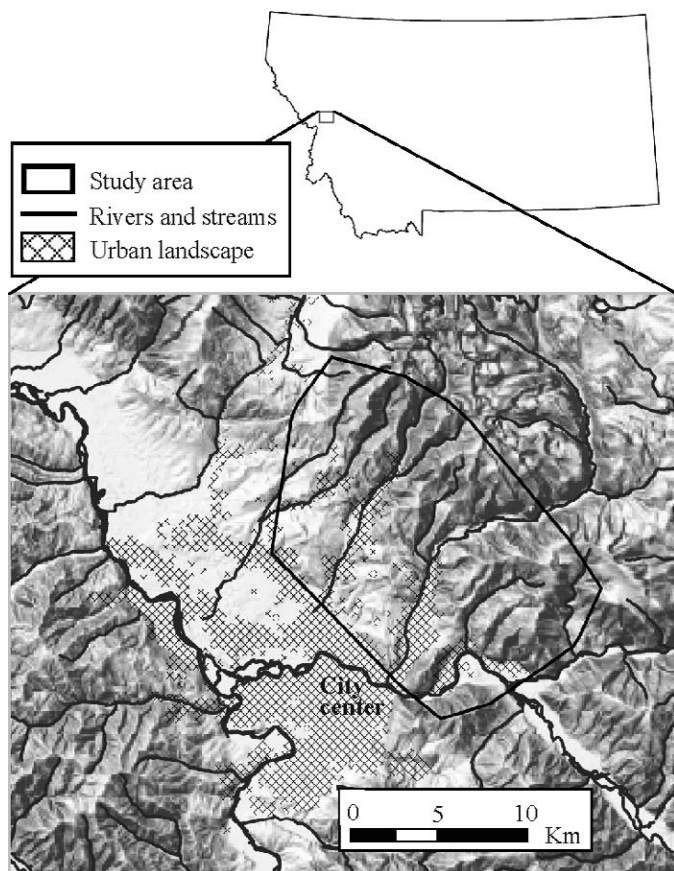 Study area
Rivers and streams
Urban landscape
City
center
0 5 10
Km